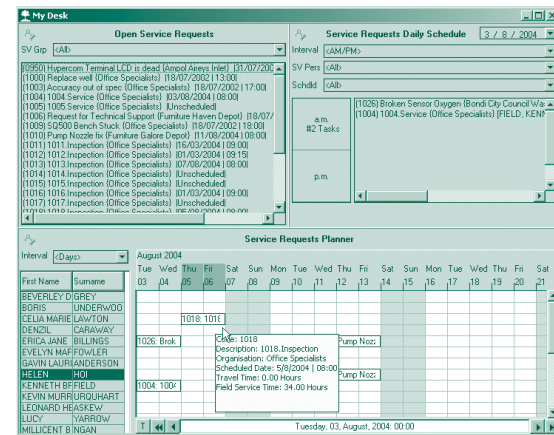 My Desk
Open Service Requests
SV Grp <All>
(0950) Hypercom Terminal LCD is dead {Ampol Aireys Inlet} |31/07/200
(1000) Replace well {Office Specialists} |18/07/2002 | 13:00|
(1003) Accuracy out of spec {Office Specialists} |18/07/2002 | 17:00|
(1004) 1004.Service {Office Specialists} |03/08/2004 | 08:00|
(1005) 1005.Service {Office Specialists} |Unscheduled|
(1006) Request for Technical Support {Furniture Haven Depot} |18/07/
(1009) SQ500 Bench Stuck {Office Specialists} |18/07/2002 | 18:00|
(1010) Pump Nozzle fix {Furniture Galore Depot} |11/08/2004 | 08:00|
(1011) 1011.Inspection {Office Specialists} |16/03/2004 | 09:00|
(1012) 1012.Inspection {Office Specialists} |01/03/2004 | 09:15|
(1013) 1013.Inspection {Office Specialists} |07/08/2004 | 08:00|
(1014) 1014.Inspection {Office Specialists} |Unscheduled|
(1015) 1015.Inspection {Office Specialists} |Unscheduled|
(1016) 1016.Inspection {Office Specialists} |01/03/2004 | 09:00|
(1017) 1017.Inspection {Office Specialists} |Unscheduled|
(1018) 1018.Inspection {Office Specialists} |05/08/2004 | 08:00|
Service Requests Daily Schedule
3 / 8 / 2004
Interval <AM/PM>
SV Pers <All>
Schdld <All>
a.m.
#2 Tasks
p.m.
(1026) Broken Sensor Oxygen {Bondi City Council Wa
(1004) 1004.Service {Office Specialists} [FIELD, KENN
Service Requests Planner
Interval <Days>
August 2004
Tue Wed Thu Fri Sat Sun Mon Tue Wed Thu Fri Sat Sun Mon Tue Wed Thu Fri Sat
First Name Surname 03 04 05 06 07 08 09 10 11 12 13 14 15 16 17 18 19 20 21
BEVERLEY D GREY
BORIS UNDERWOO
CELIA MARIE LAWTON 1018: 1018
DENZIL CARAWAY
ERICA JANE BILLINGS 1026: Brok Pump Noz
EVELYN MAF FOWLER
GAVIN LAURI ANDERSON
HELEN HOI Pump Noz
KENNETH BF FIELD 1004: 1004
KEVIN MURR URQUHART
LEONARD HE ASKEW
LUCY YARROW
MILLICENT B NGAN
Code: 1018
Description: 1018.Inspection
Organisation: Office Specialists
Scheduled Date: 5/8/2004 | 08:00
Travel Time: 0.00 Hours
Field Service Time: 34.00 Hours
T
Tuesday, 03, August, 2004: 00:00